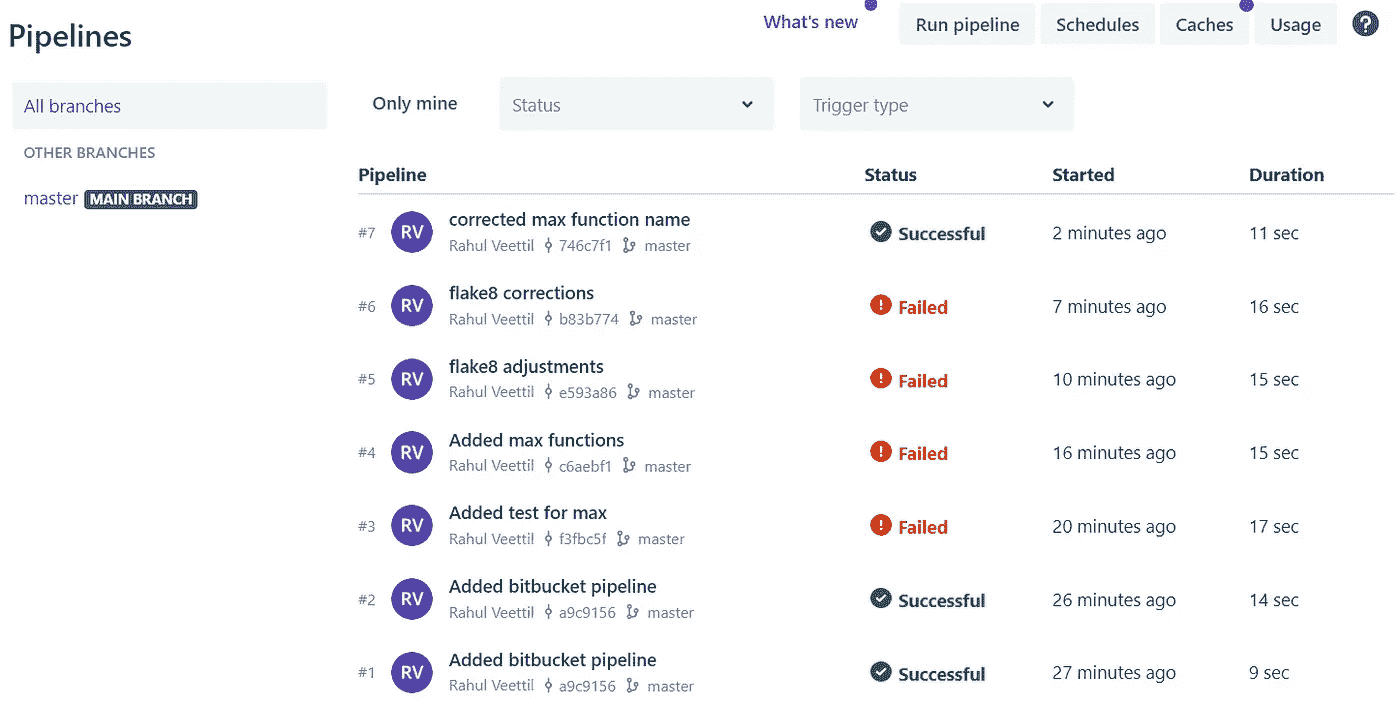 Pipelines
What's new
Run pipeline
Schedules
Caches
Usage
?
All branches
OTHER BRANCHES
master MAIN BRANCH
Only mine
Status
Trigger type
Pipeline Status Started Duration
#7 RV corrected max function name
Rahul Veettil 746c7f1 master
Successful 2 minutes ago 11 sec
#6 RV flake8 corrections
Rahul Veettil b83b774 master
Failed 7 minutes ago 16 sec
#5 RV flake8 adjustments
Rahul Veettil e593a86 master
Failed 10 minutes ago 15 sec
#4 RV Added max functions
Rahul Veettil c6aebf1 master
Failed 16 minutes ago 15 sec
#3 RV Added test for max
Rahul Veettil f3fbc5f master
Failed 20 minutes ago 17 sec
#2 RV Added bitbucket pipeline
Rahul Veettil a9c9156 master
Successful 26 minutes ago 14 sec
#1 RV Added bitbucket pipeline
Rahul Veettil a9c9156 master
Successful 27 minutes ago 9 sec